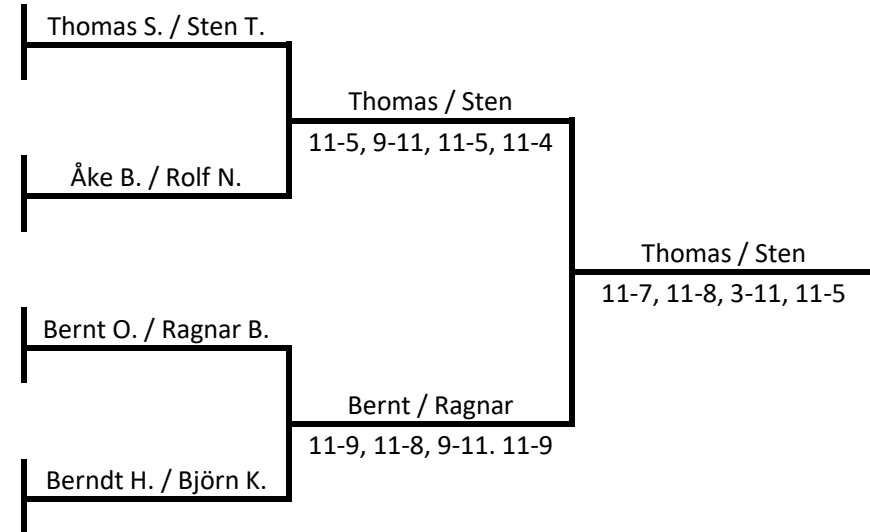 Thomas S. / Sten T.
Thomas / Sten
11-5, 9-11, 11-5, 11-4
Åke B. / Rolf N.
Thomas / Sten
11-7, 11-8, 3-11, 11-5
Bernt O. / Ragnar B.
Bernt / Ragnar
11-9, 11-8, 9-11. 11-9
Berndt H. / Björn K.